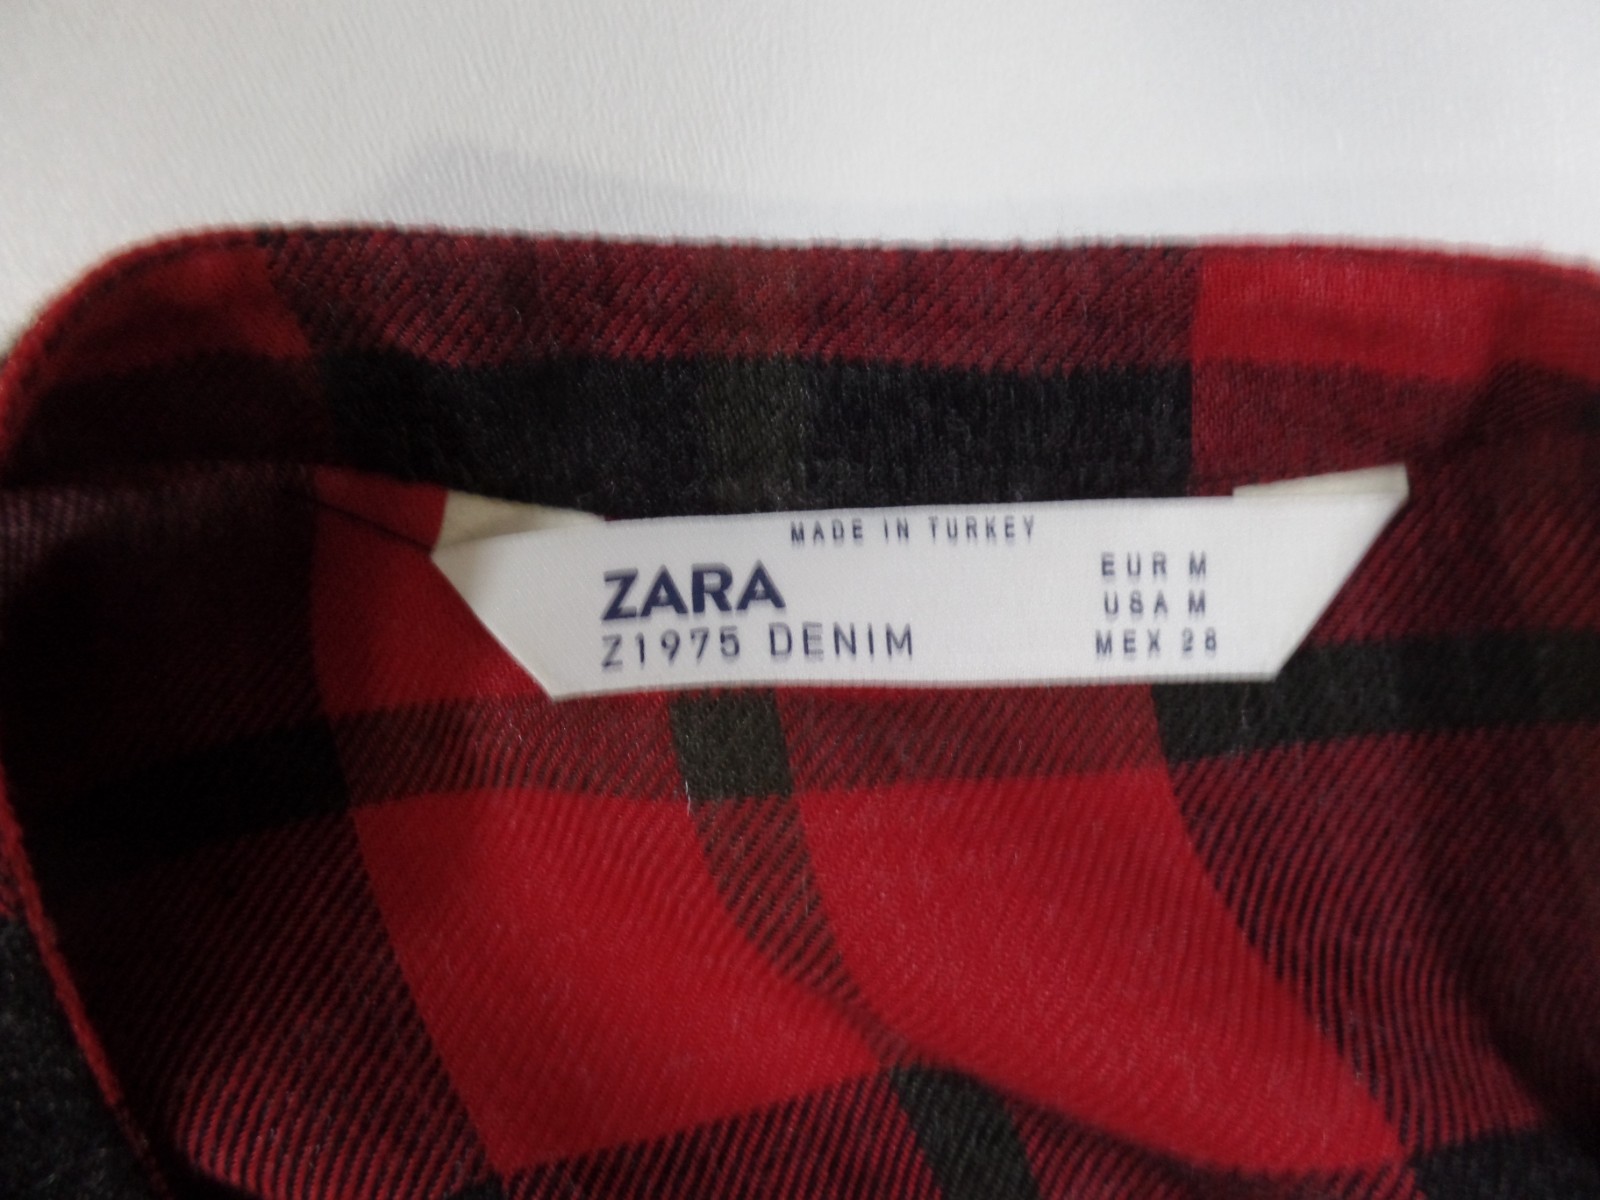 MADE IN TURKEY
ZARA
Z1975 DENIM
EUR M
USA M
MEX 28